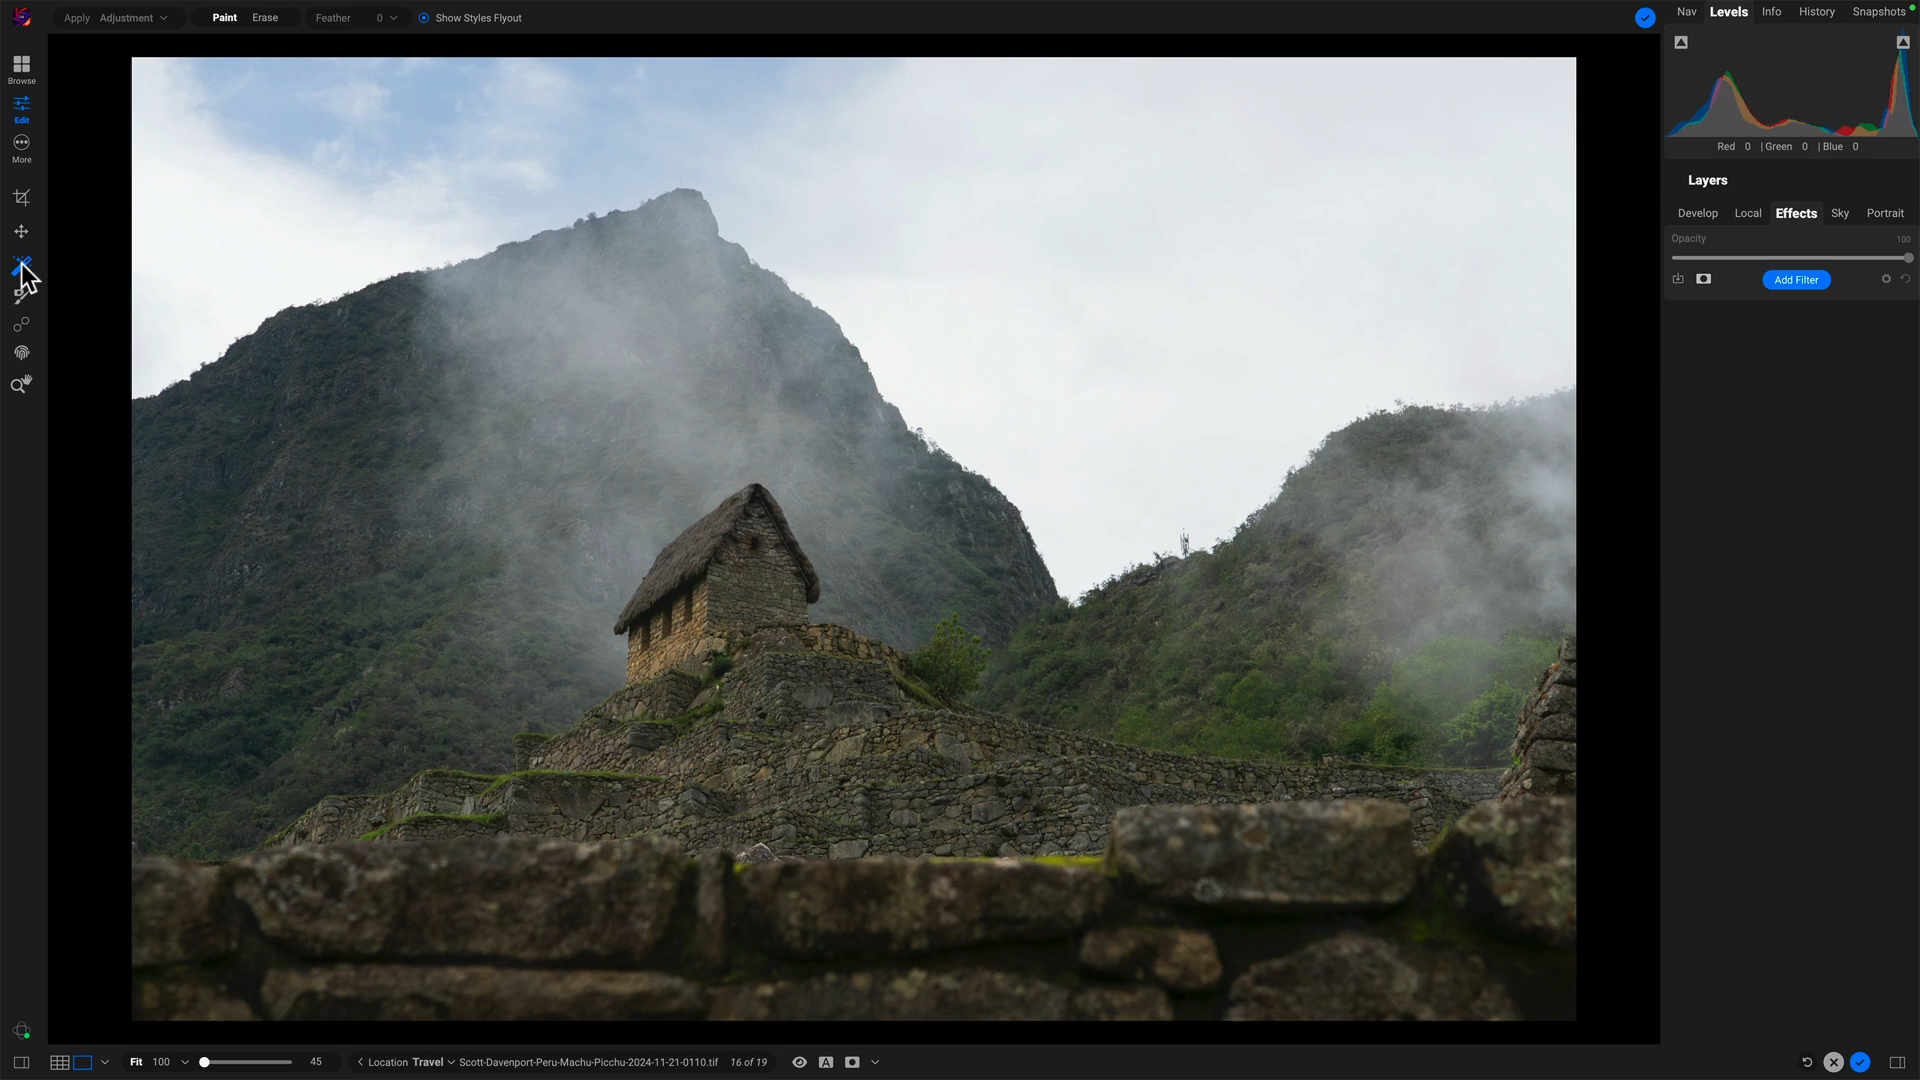 Apply Adjustment Paint Erase Feather 0 Show Styles Flyout
Nav Levels Info History Snapshots
Browse
Edit
More
Red 0 | Green 0 | Blue 0
Layers
Develop Local Effects Sky Portrait
Opacity 100
Add Filter
Fit 100 45 Location Travel Scott-Davenport-Peru-Machu-Picchu-2024-11-21-0110.tif 16 of 19 A